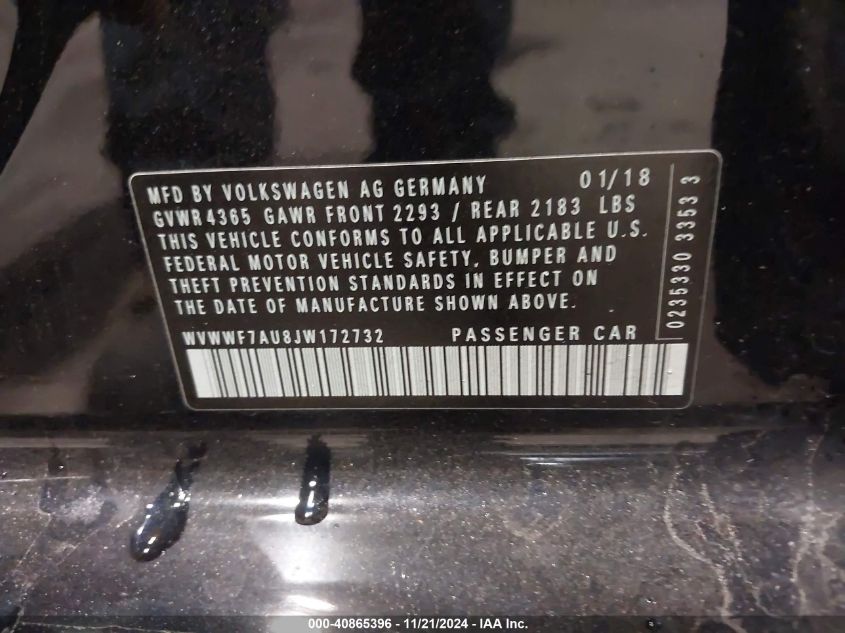 MFD BY VOLKSWAGEN AG GERMANY 01/18
GVWR 4365 GAWR FRONT 2293 / REAR 2183 LBS
THIS VEHICLE CONFORMS TO ALL APPLICABLE U.S.
FEDERAL MOTOR VEHICLE SAFETY, BUMPER AND
THEFT PREVENTION STANDARDS IN EFFECT ON
THE DATE OF MANUFACTURE SHOWN ABOVE.
WVWWF7AU8JW172732 PASSENGER CAR
0235330 3353 3
000-40865396 - 11/21/2024 - IAA Inc.